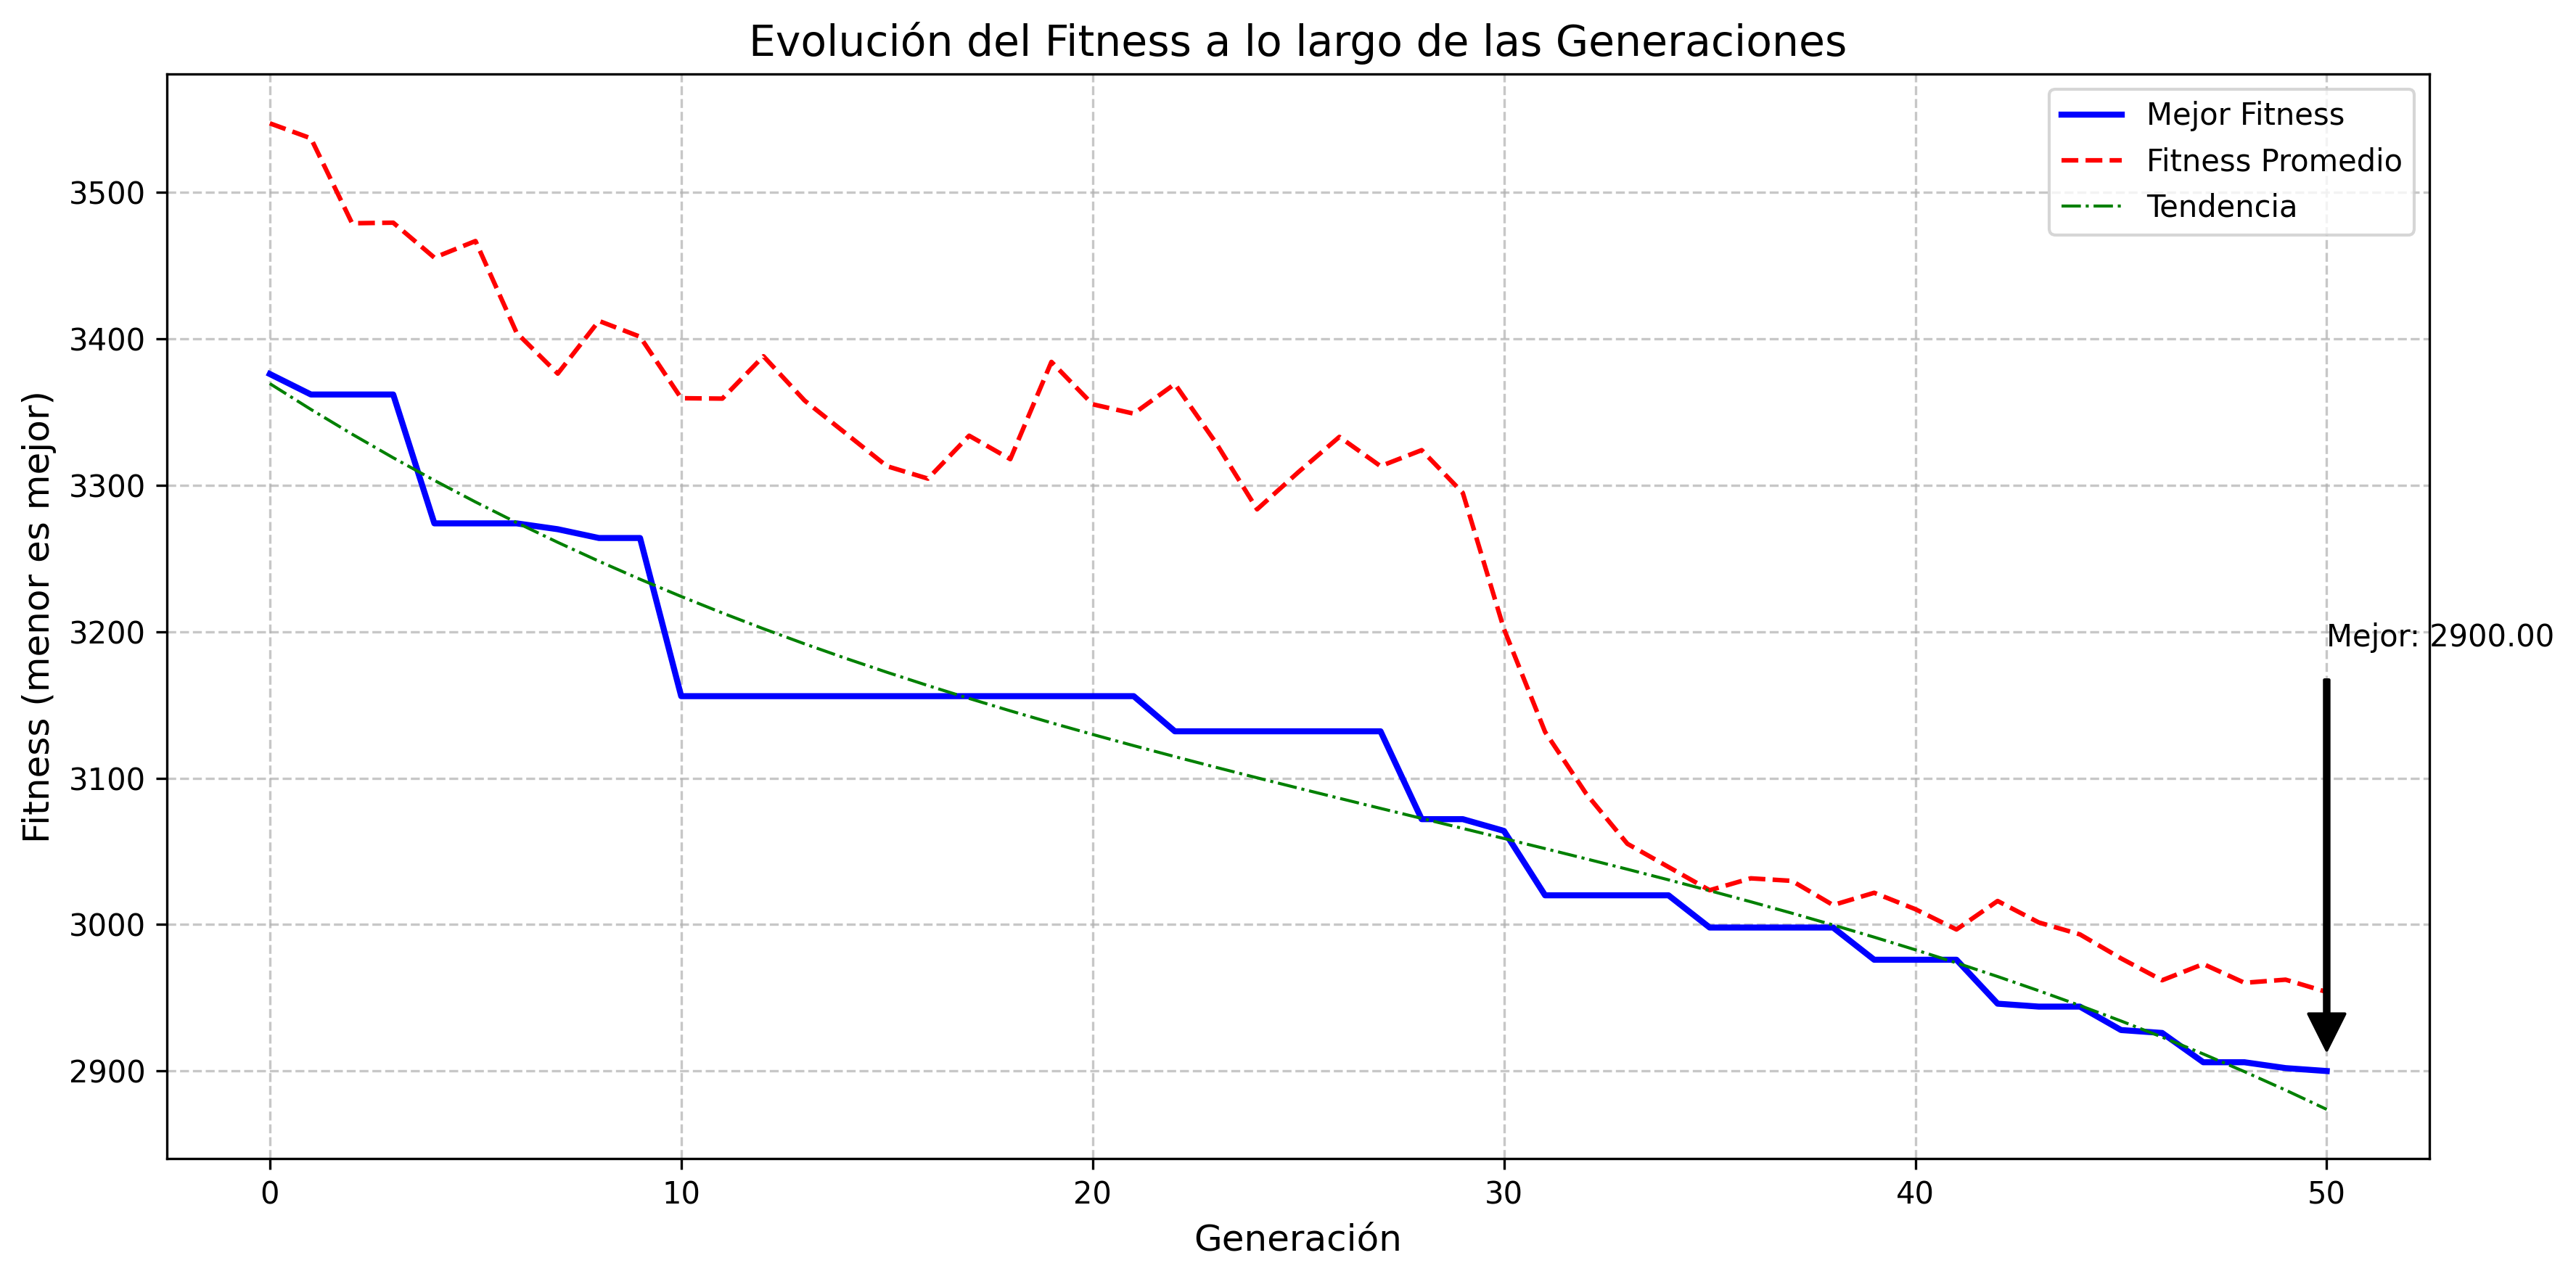 Evolución del Fitness a lo largo de las Generaciones
Mejor Fitness
Fitness Promedio
Tendencia
Fitness (menor es mejor)
3500
3400
3300
3200
3100
3000
2900
Mejor: 2900.00
0 10 20 30 40 50
Generación